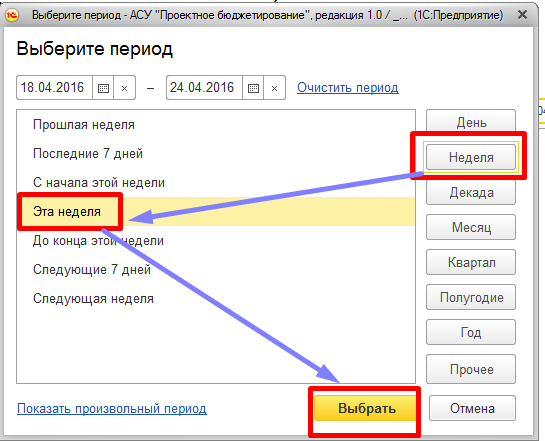 Выберите период - АСУ "Проектное бюджетирование", редакция 1.0 / _... (1С:Предприятие)
Выберите период
18.04.2016 – 24.04.2016 Очистить период
Прошлая неделя
Последние 7 дней
С начала этой недели
Эта неделя
До конца этой недели
Следующие 7 дней
Следующая неделя
День
Неделя
Декада
Месяц
Квартал
Полугодие
Год
Прочее
Показать произвольный период
Выбрать
Отмена